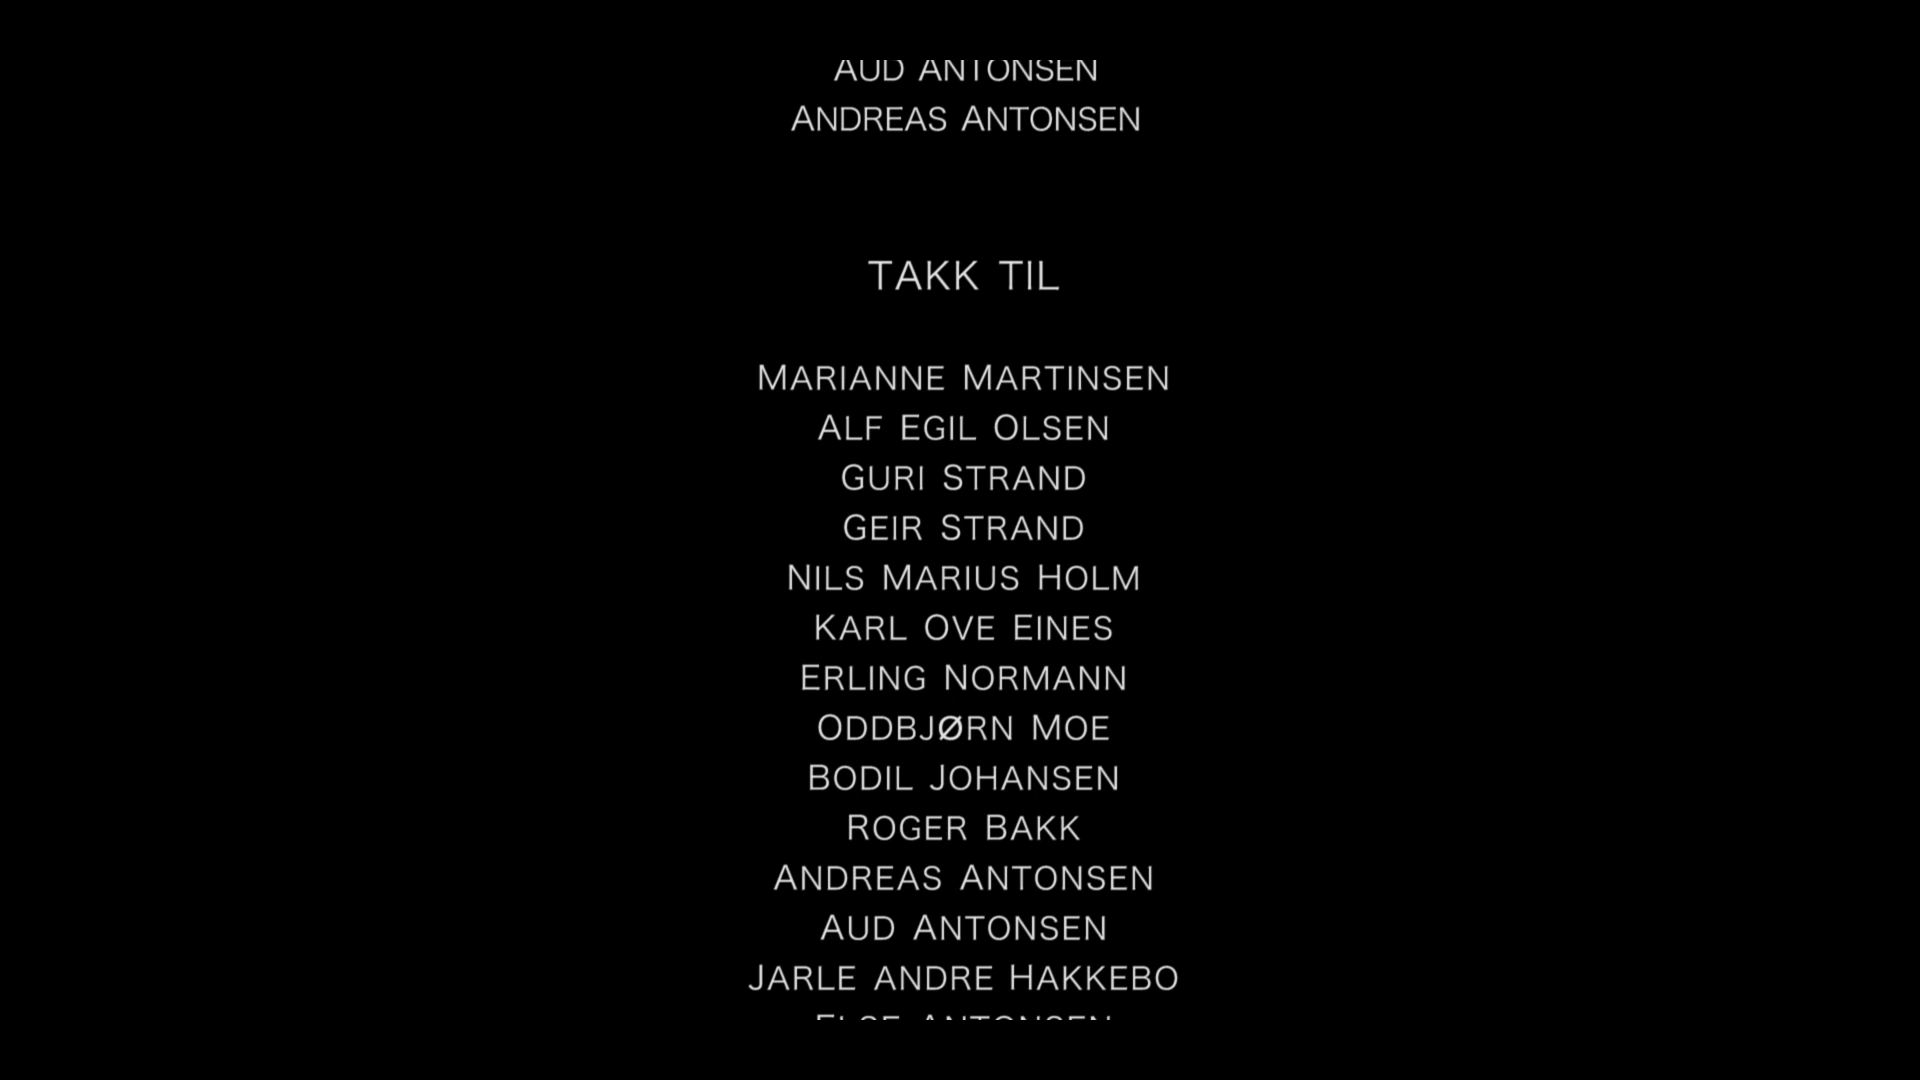 AUD ANTONSEN
ANDREAS ANTONSEN
TAKK TIL
MARIANNE MARTINSEN
ALF EGIL OLSEN
GURI STRAND
GEIR STRAND
NILS MARIUS HOLM
KARL OVE EINES
ERLING NORMANN
ODDBJØRN MOE
BODIL JOHANSEN
ROGER BAKK
ANDREAS ANTONSEN
AUD ANTONSEN
JARLE ANDRE HAKKEBO
ANTONSEN